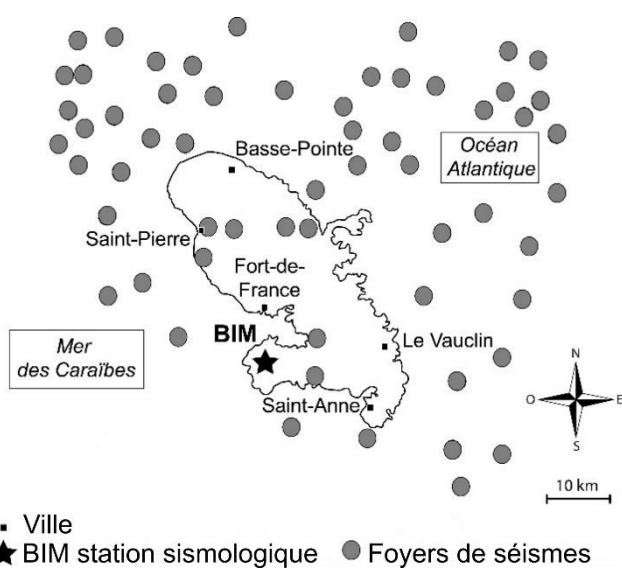 Basse-Pointe
Océan
Atlantique
Saint-Pierre
Fort-de-
France
BIM
Le Vauclin
Mer
des Caraïbes
Saint-Anne
N
O
E
S
10 km
Ville
BIM station sismologique
Foyers de séismes